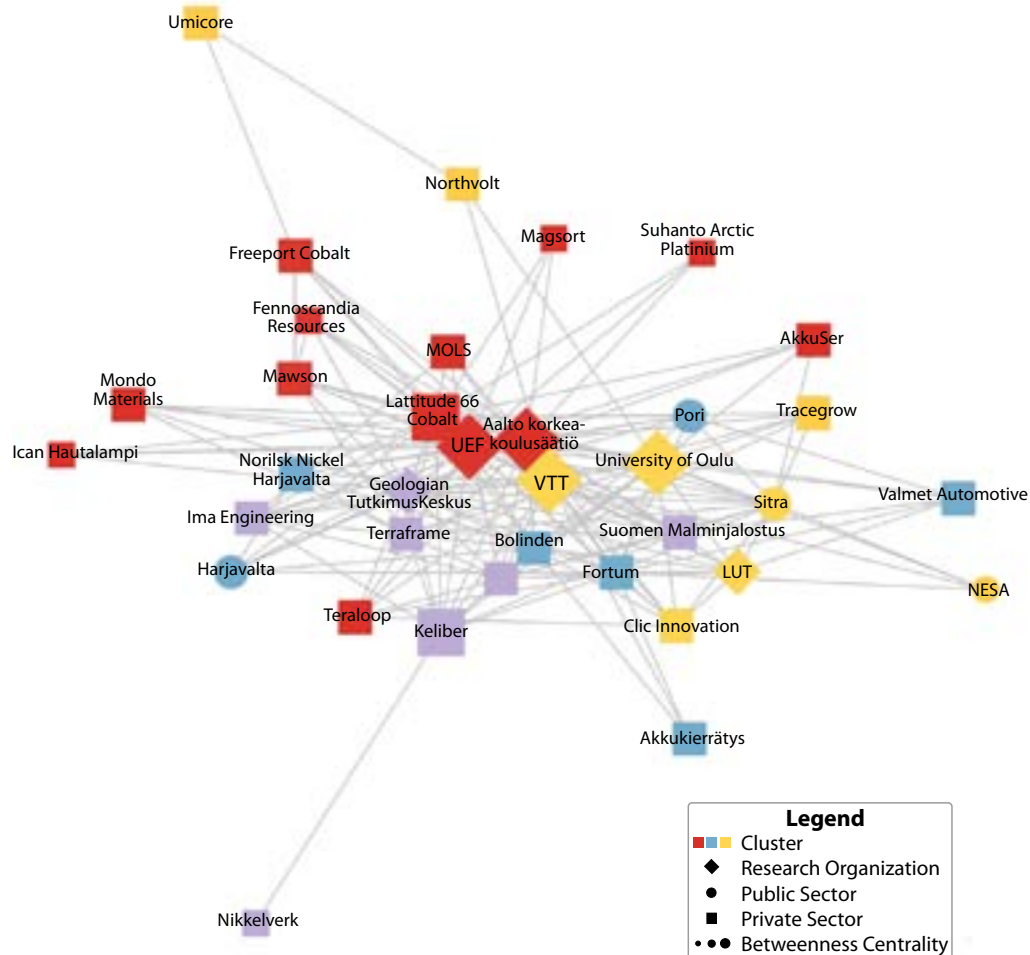 Umicore
Northvolt
Magsort
Suhanto Arctic
Platinium
Freeport Cobalt
Fennoscandia
Resources
MOLS
AkkuSer
Mawson
Mondo
Materials
Lattitude 66
Cobalt
Pori
Tracegrow
Aalto korkea-
koulusäätiö
UEF
Ican Hautalampi
Norilsk Nickel
Harjavalta
University of Oulu
Geologian
TutkimusKeskus
VTT
Valmet Automotive
Sitra
Ima Engineering
Terraframe
Suomen Malminjalostus
Bolinden
Harjavalta
Fortum
LUT
NESA
Teraloop
Keliber
Clic Innovation
Akkukierrätys
Nikkelverk
Legend
Cluster
Research Organization
Public Sector
Private Sector
Betweenness Centrality